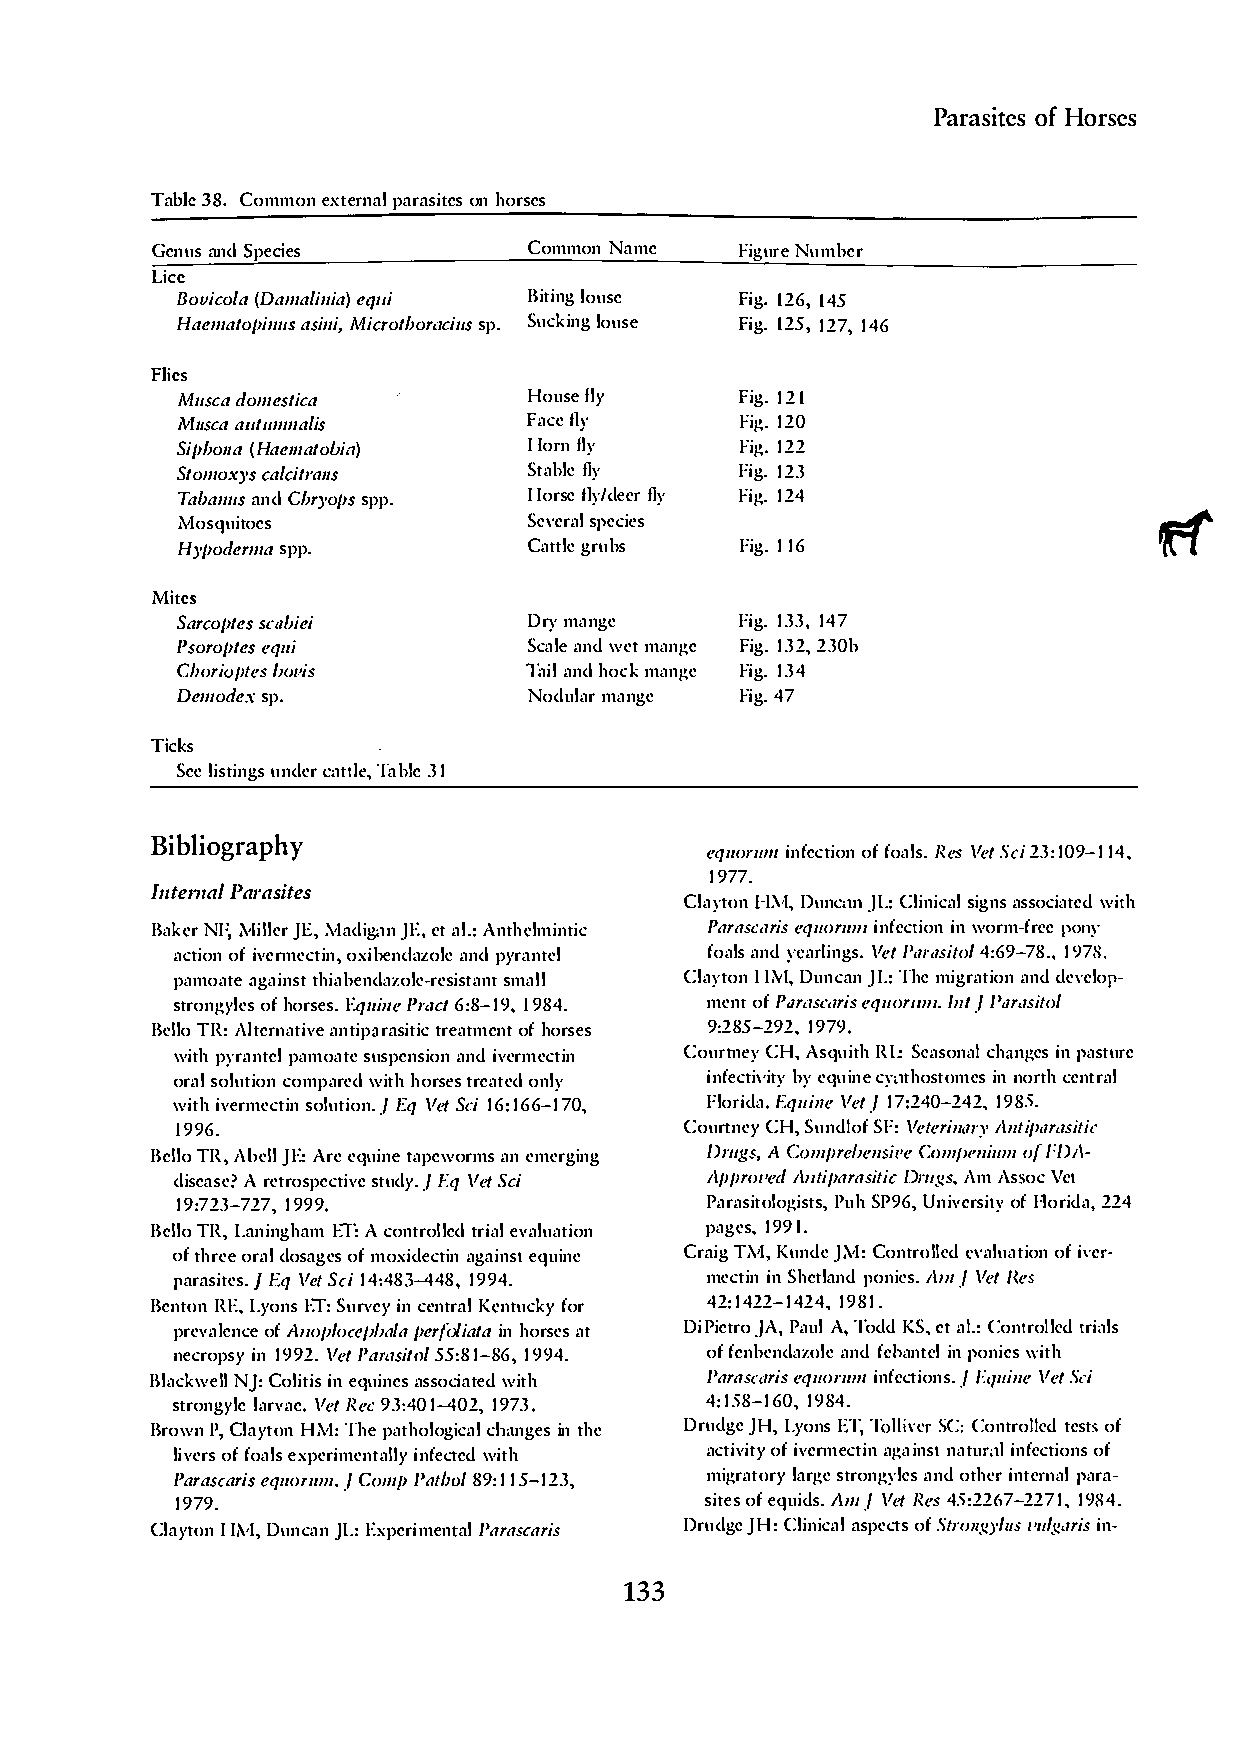 Parasites of Horses
Table 38. Common external parasites on horses
Genus and Species Common Name Figure Number
Lice
Bovicola (Damalinia) equi Biting louse Fig. 126, 145
Haematopinus asini, Microthoracius sp. Sucking louse Fig. 125, 127, 146
Flies
Musca domestica House fly Fig. 121
Musca autumnalis Face fly Fig. 120
Siphona (Haematobia) Horn fly Fig. 122
Stomoxys calcitrans Stable fly Fig. 123
Tabanus and Chryops spp. Horse fly/deer fly Fig. 124
Mosquitoes Several species
Hypoderma spp. Cattle grubs Fig. 116
Mites
Sarcoptes scabiei Dry mange Fig. 133, 147
Psoroptes equi Scale and wet mange Fig. 132, 230b
Chorioptes bovis Tail and hock mange Fig. 134
Demodex sp. Nodular mange Fig. 47
Ticks
See listings under cattle, Table 31
Bibliography
Internal Parasites
Baker NF, Miller JE, Madigan JE, et al.: Anthelmintic
action of ivermectin, oxibendazole and pyrantel
pamoate against thiabendazole-resistant small
strongyles of horses. Equine Pract 6:8–19, 1984.
Bello TR: Alternative antiparasitic treatment of horses
with pyrantel pamoate suspension and ivermectin
oral solution compared with horses treated only
with ivermectin solution. J Eq Vet Sci 16:166–170,
1996.
Bello TR, Abell JE: Are equine tapeworms an emerging
disease? A retrospective study. J Eq Vet Sci
19:723–727, 1999.
Bello TR, Laningham ET: A controlled trial evaluation
of three oral dosages of moxidectin against equine
parasites. J Eq Vet Sci 14:483–448, 1994.
Benton RE, Lyons ET: Survey in central Kentucky for
prevalence of Anoplocephala perfoliata in horses at
necropsy in 1992. Vet Parasitol 55:81–86, 1994.
Blackwell NJ: Colitis in equines associated with
strongyle larvae. Vet Rec 93:401–402, 1973.
Brown P, Clayton HM: The pathological changes in the
livers of foals experimentally infected with
Parascaris equorum. J Comp Pathol 89:115–123,
1979.
Clayton HM, Duncan JL: Experimental Parascaris
equorum infection of foals. Res Vet Sci 23:109–114,
1977.
Clayton HM, Duncan JL: Clinical signs associated with
Parascaris equorum infection in worm-free pony
foals and yearlings. Vet Parasitol 4:69–78., 1978.
Clayton HM, Duncan JL: The migration and develop-
ment of Parascaris equorum. Int J Parasitol
9:285–292, 1979.
Courtney CH, Asquith RL: Seasonal changes in pasture
infectivity by equine cyathostomes in north central
Florida. Equine Vet J 17:240–242, 1985.
Courtney CH, Sundlof SF: Veterinary Antiparasitic
Drugs, A Comprehensive Compenium of FDA-
Approved Antiparasitic Drugs, Am Assoc Vet
Parasitologists, Puh SP96, University of Florida, 224
pages, 1991.
Craig TM, Kunde JM: Controlled evaluation of iver-
mectin in Shetland ponies. Am J Vet Res
42:1422–1424, 1981.
DiPietro JA, Paul A, Todd KS, et al.: Controlled trials
of fenbendazole and febantel in ponies with
Parascaris equorum infections. J Equine Vet Sci
4:158–160, 1984.
Drudge JH, Lyons ET, Tolliver SC: Controlled tests of
activity of ivermectin against natural infections of
migratory large strongyles and other internal para-
sites of equids. Am J Vet Res 45:2267–2271, 1984.
Drudge JH: Clinical aspects of Strongylus vulgaris in-
133